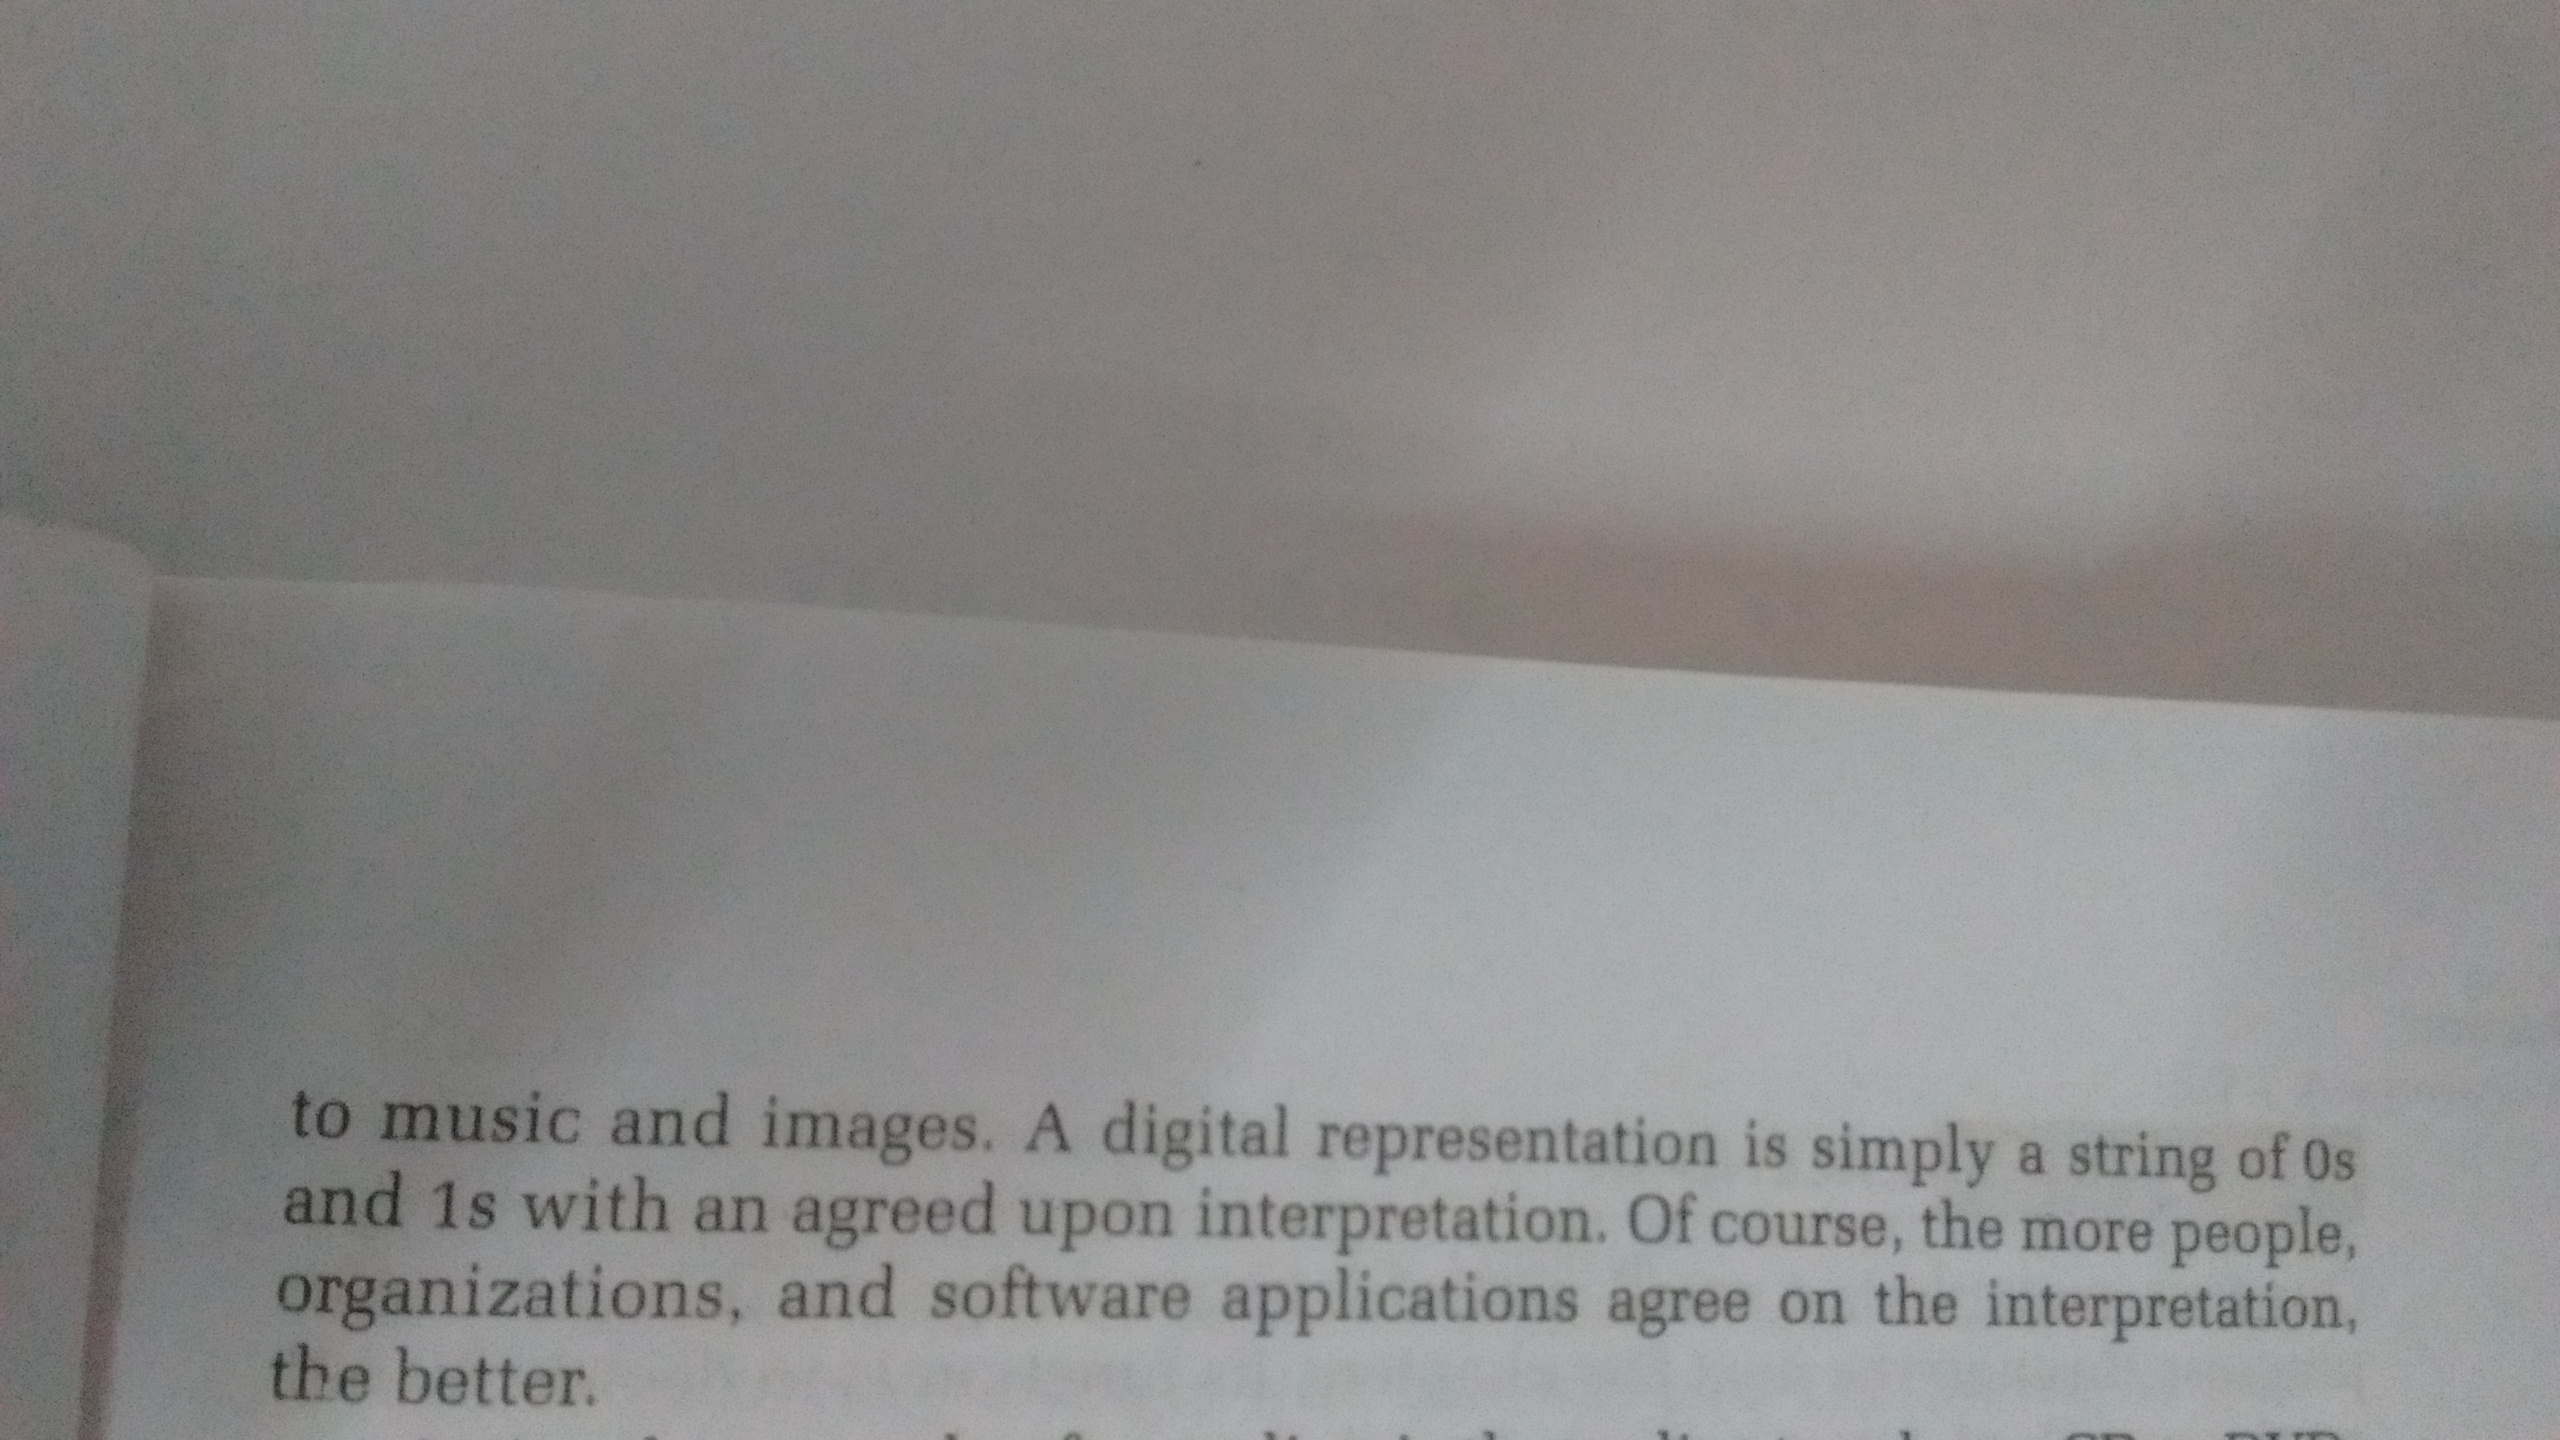 to music and images. A digital representation is simply a string of 0s
and 1s with an agreed upon interpretation. Of course, the more people,
organizations, and software applications agree on the interpretation,
the better.